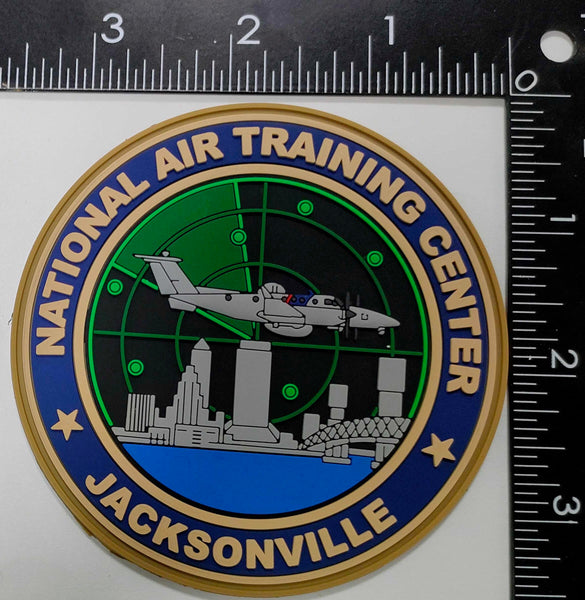 3 2 1 0
1
2
3
NATIONAL AIR TRAINING CENTER
JACKSONVILLE